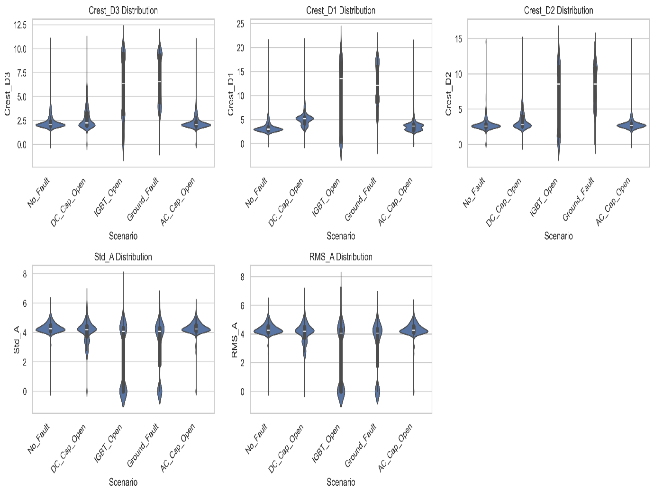 Crest_D3 Distribution
Crest_D3
12.5
10.0
7.5
5.0
2.5
0.0
No_Fault
DC_Cap_Open
IGBT_Open
Ground_Fault
AC_Cap_Open
Scenario
Crest_D1 Distribution
Crest_D1
25
20
15
10
5
0
No_Fault
DC_Cap_Open
IGBT_Open
Ground_Fault
AC_Cap_Open
Scenario
Crest_D2 Distribution
Crest_D2
15
10
5
0
No_Fault
DC_Cap_Open
IGBT_Open
Ground_Fault
AC_Cap_Open
Scenario
Std_A Distribution
Std_A
8
6
4
2
0
No_Fault
DC_Cap_Open
IGBT_Open
Ground_Fault
AC_Cap_Open
Scenario
RMS_A Distribution
RMS_A
8
6
4
2
0
No_Fault
DC_Cap_Open
IGBT_Open
Ground_Fault
AC_Cap_Open
Scenario